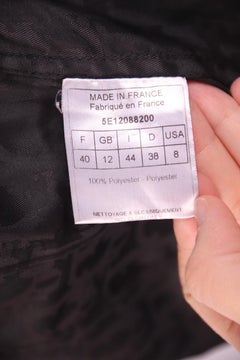 MADE IN FRANCE
Fabriqué en France
5E12088200
F GB I D USA
40 12 44 38 8
100% Polyester - Polyester
NETTOYAGE A SEC UNIQUEMENT